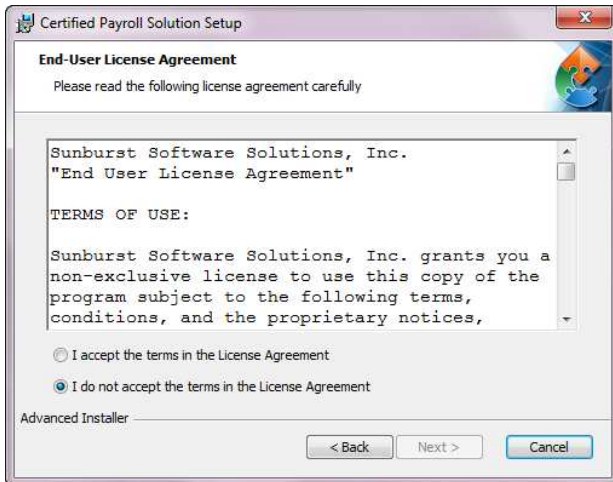 Certified Payroll Solution Setup
End-User License Agreement
Please read the following license agreement carefully
Sunburst Software Solutions, Inc.
"End User License Agreement"
TERMS OF USE:
Sunburst Software Solutions, Inc. grants you a
non-exclusive license to use this copy of the
program subject to the following terms,
conditions, and the proprietary notices,
I accept the terms in the License Agreement
I do not accept the terms in the License Agreement
Advanced Installer
< Back Next > Cancel